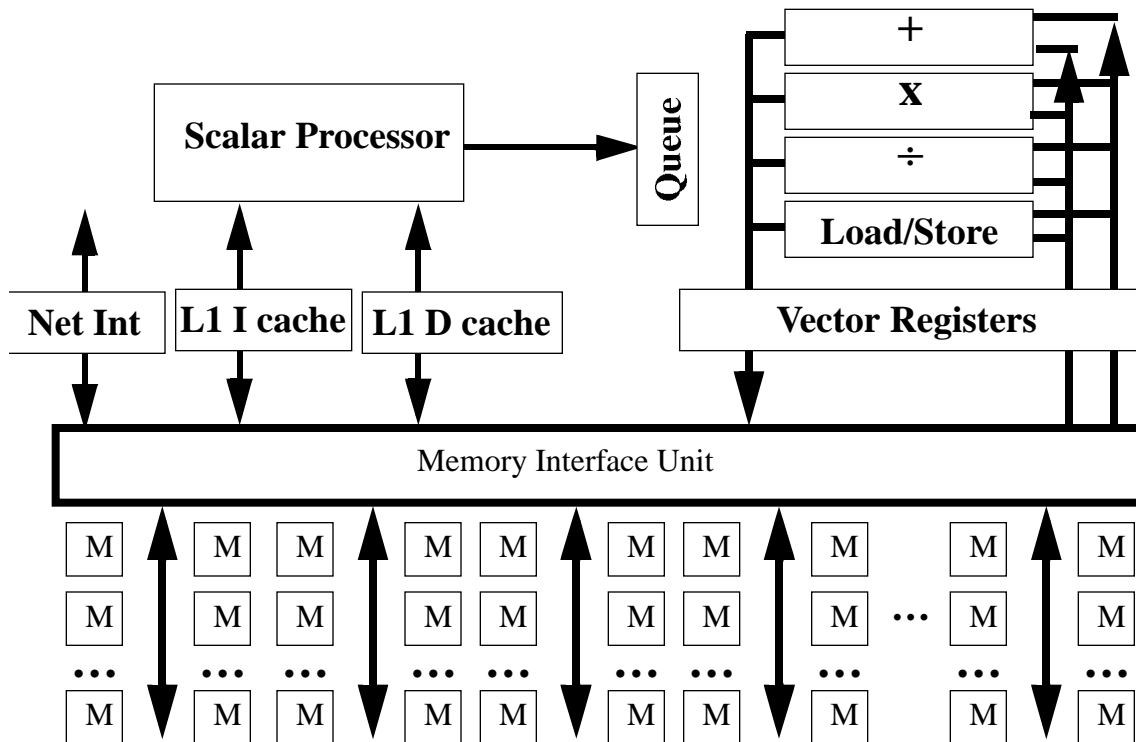 +
x
÷
Load/Store
Scalar Processor
Queue
Net Int
L1 I cache
L1 D cache
Vector Registers
Memory Interface Unit
M M M M M M M M M M
M M M M M M M M ... M M
... ... ... ... ... ... ... ... ... ...
M M M M M M M M M M